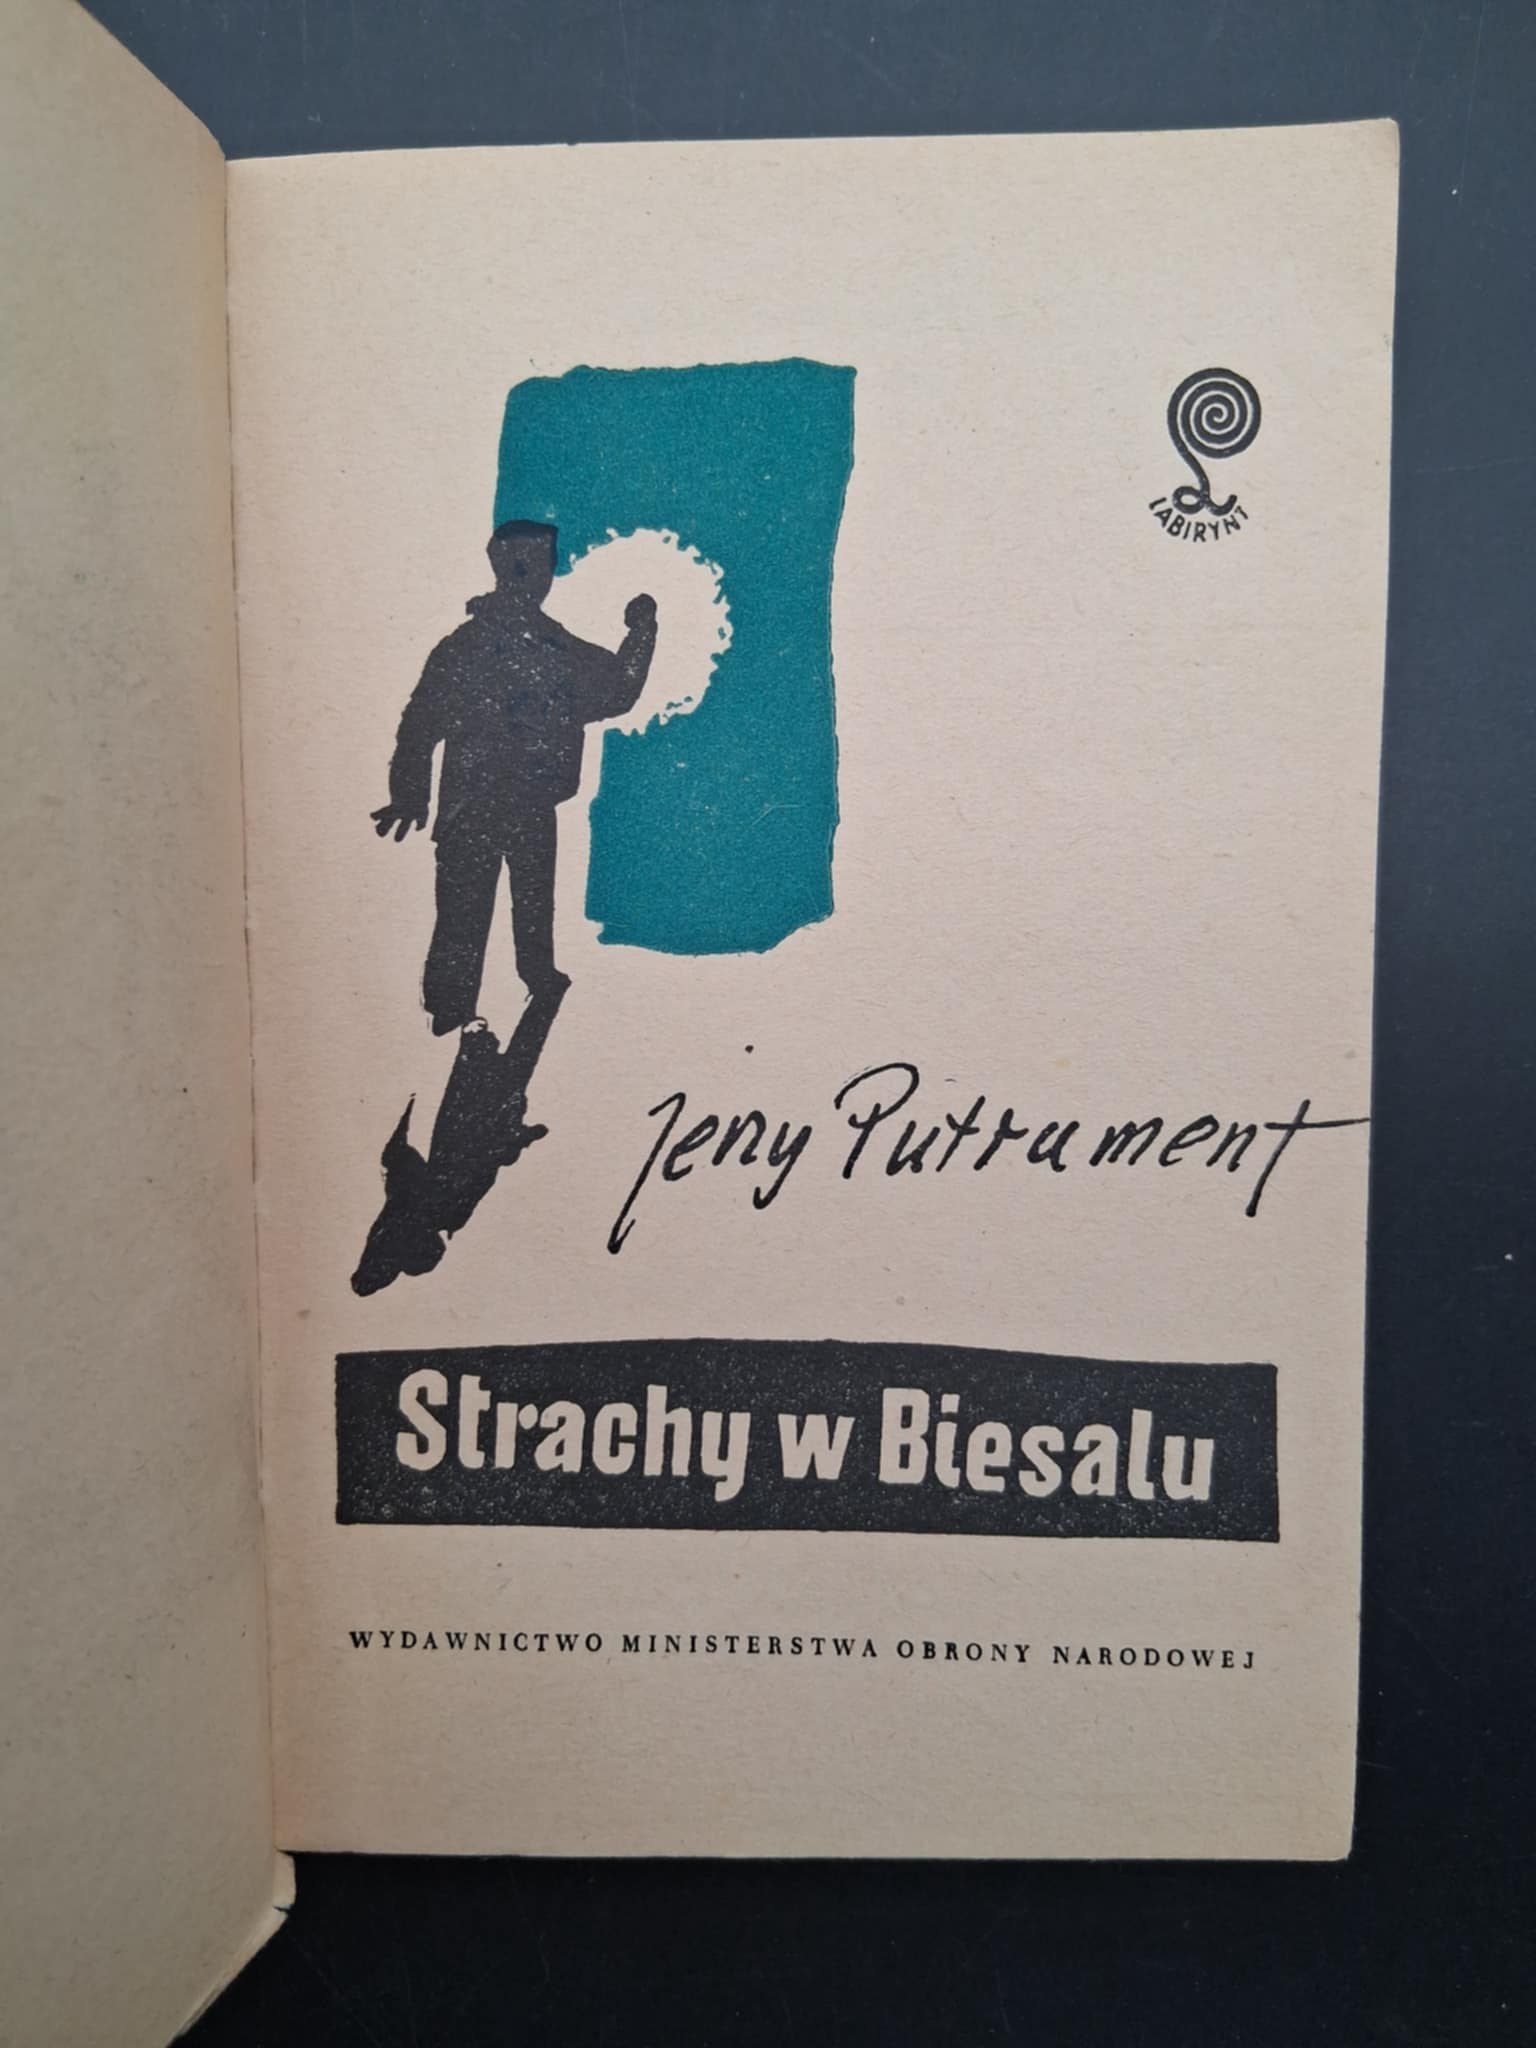 LABIRYNT
Jerzy Putrament
Strachy w Biesalu
WYDAWNICTWO MINISTERSTWA OBRONY NARODOWEJ